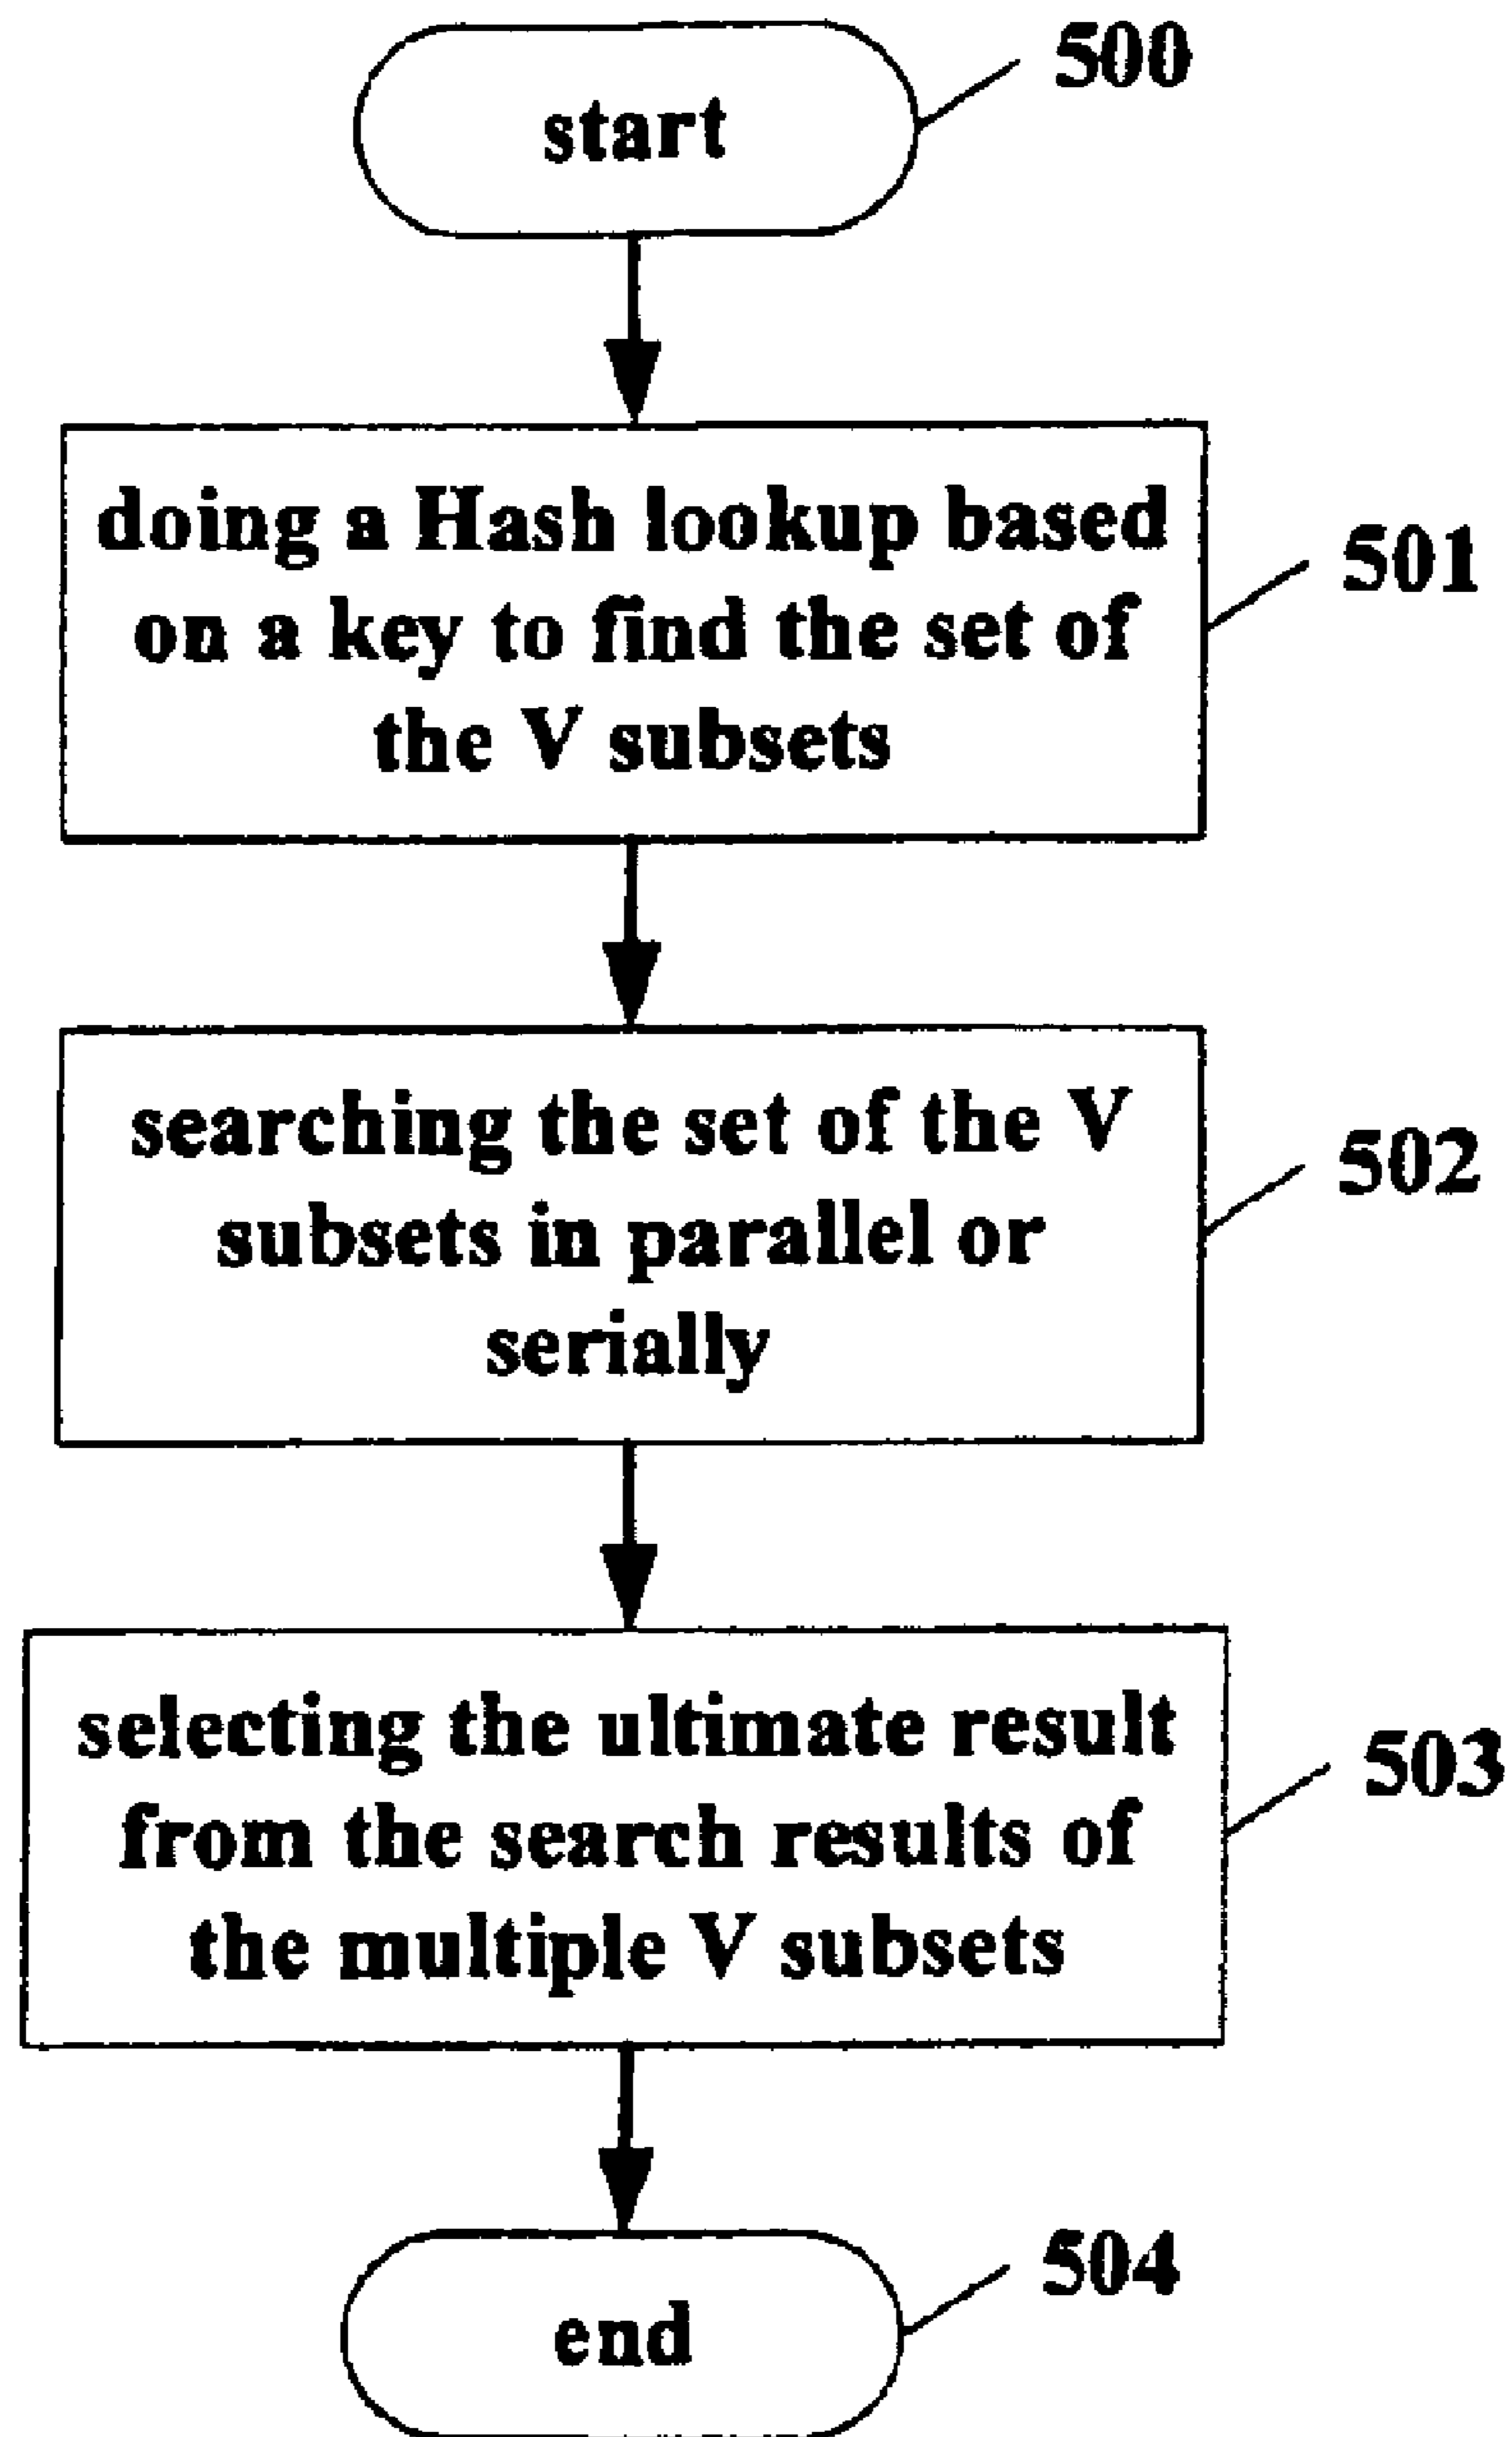 500
start
doing a Hash lookup based
on a key to find the set of
the V subsets
501
searching the set of the V
subsets in parallel or
serially
502
selecting the ultimate result
from the search results of
the multiple V subsets
503
504
end